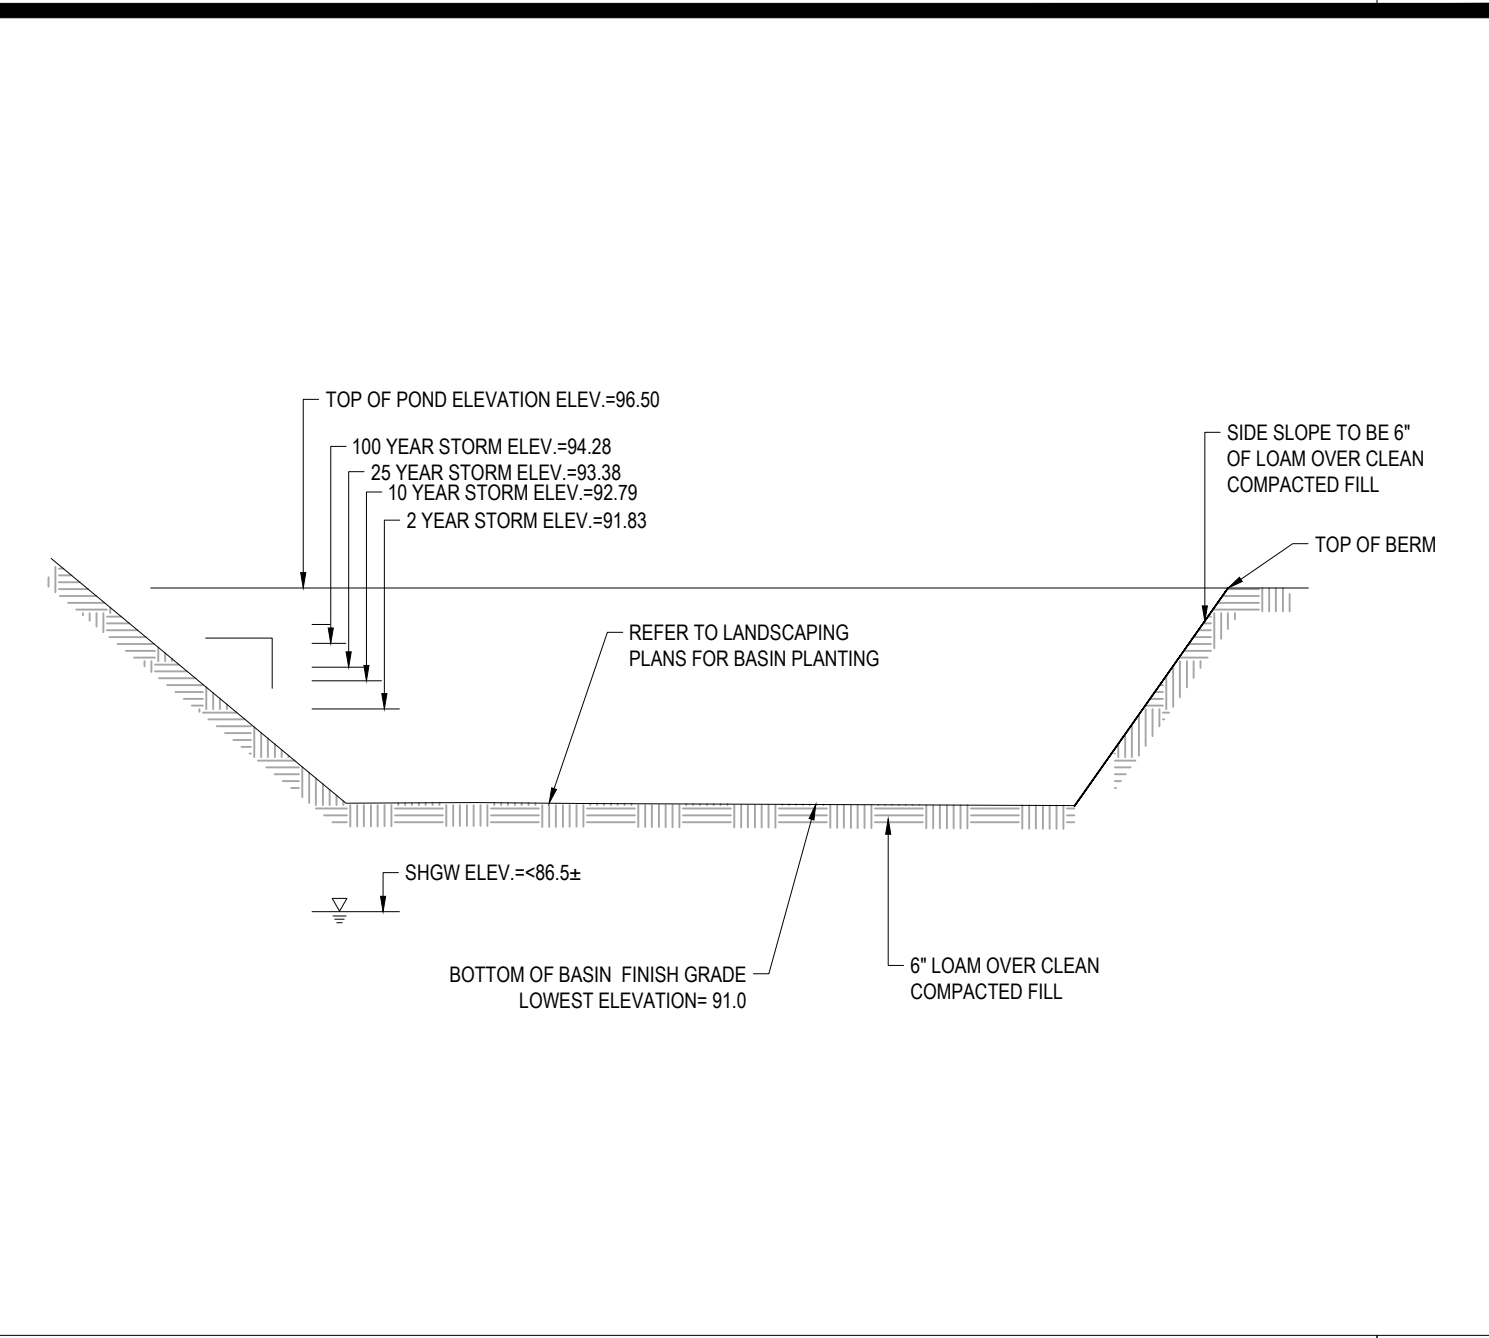 TOP OF POND ELEVATION ELEV.=96.50
100 YEAR STORM ELEV.=94.28
25 YEAR STORM ELEV.=93.38
10 YEAR STORM ELEV.=92.79
2 YEAR STORM ELEV.=91.83
SIDE SLOPE TO BE 6"
OF LOAM OVER CLEAN
COMPACTED FILL
TOP OF BERM
REFER TO LANDSCAPING
PLANS FOR BASIN PLANTING
SHGW ELEV.=<86.5±
BOTTOM OF BASIN  FINISH GRADE
LOWEST ELEVATION= 91.0
6" LOAM OVER CLEAN
COMPACTED FILL